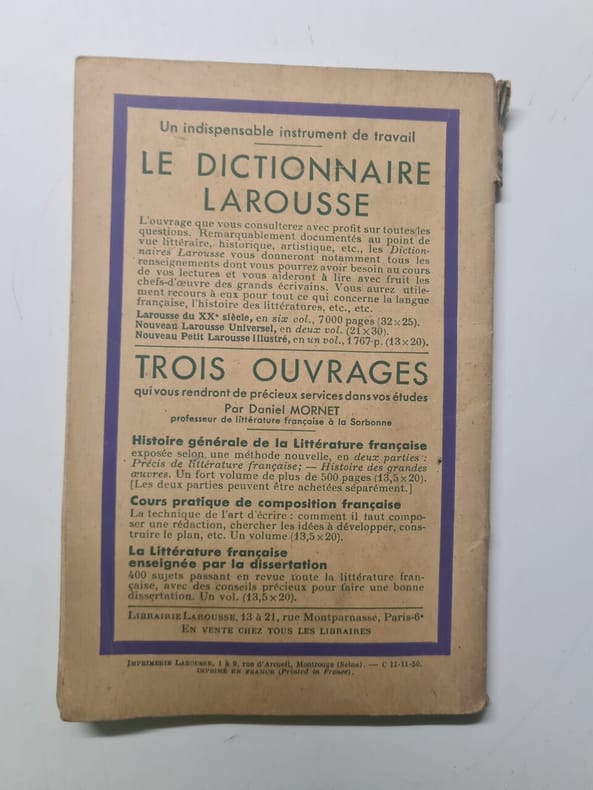 Un indispensable instrument de travail
LE DICTIONNAIRE
LAROUSSE
L'ouvrage que vous consulterez avec profit sur toutes les
questions. Remarquablement documentés au point de
vue littéraire, historique, artistique, etc., les Diction-
naires Larousse vous donneront notamment tous les
renseignements dont vous pourrez avoir besoin au cours
de vos lectures et vous aideront à lire avec fruit les
chefs-d'œuvre des grands écrivains. Vous aurez utile-
ment recours à eux pour tout ce qui concerne la langue
française, l'histoire des littératures, etc., etc.
Larousse du XXe siècle, en six vol., 7000 pages (32×25).
Nouveau Larousse Universel, en deux vol. (21×30).
Nouveau Petit Larousse Illustré, en un vol., 1767 p. (13×20).
TROIS OUVRAGES
qui vous rendront de précieux services dans vos études
Par Daniel MORNET
professeur de littérature française à la Sorbonne
Histoire générale de la Littérature française
exposée selon une méthode nouvelle, en deux parties :
Précis de littérature française; — Histoire des grandes
œuvres. Un fort volume de plus de 500 pages (13,5×20).
[Les deux parties peuvent être achetées séparément.]
Cours pratique de composition française
La technique de l'art d'écrire : comment il faut compo-
ser une rédaction, chercher les idées à développer, cons-
truire le plan, etc. Un volume (13,5×20).
La Littérature française
enseignée par la dissertation
400 sujets passant en revue toute la littérature fran-
çaise, avec des conseils précieux pour faire une bonne
dissertation. Un vol. (13,5×20).
LIBRAIRIE LAROUSSE, 13 à 21, rue Montparnasse, Paris-6e
EN VENTE CHEZ TOUS LES LIBRAIRES
IMPRIMERIE LAROUSSE, 1 à 9, rue d'Arcueil, Montrouge (Seine). — C 11-11-50.
IMPRIMÉ EN FRANCE (Printed in France).